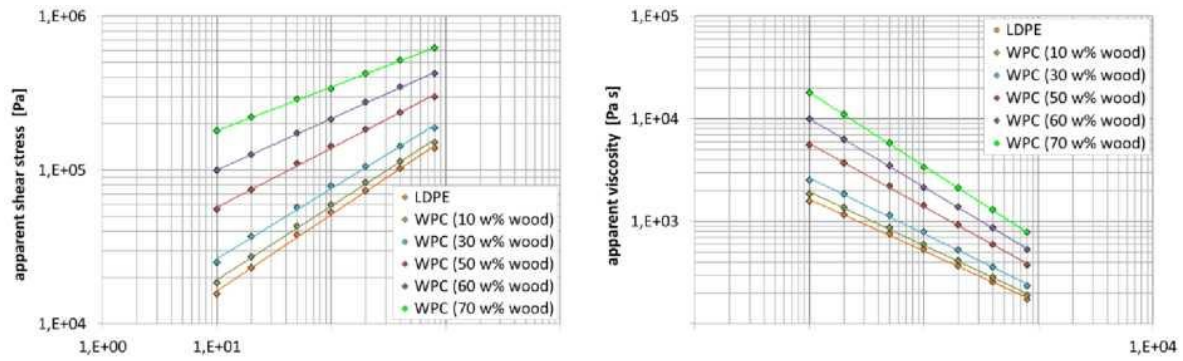 1,E+06
1,E+05
1,E+04
apparent shear stress [Pa]
LDPE
WPC (10 w% wood)
WPC (30 w% wood)
WPC (50 w% wood)
WPC (60 w% wood)
WPC (70 w% wood)
1,E+00
1,E+01
1,E+05
1,E+04
1,E+03
apparent viscosity [Pa s]
LDPE
WPC (10 w% wood)
WPC (30 w% wood)
WPC (50 w% wood)
WPC (60 w% wood)
WPC (70 w% wood)
1,E+04